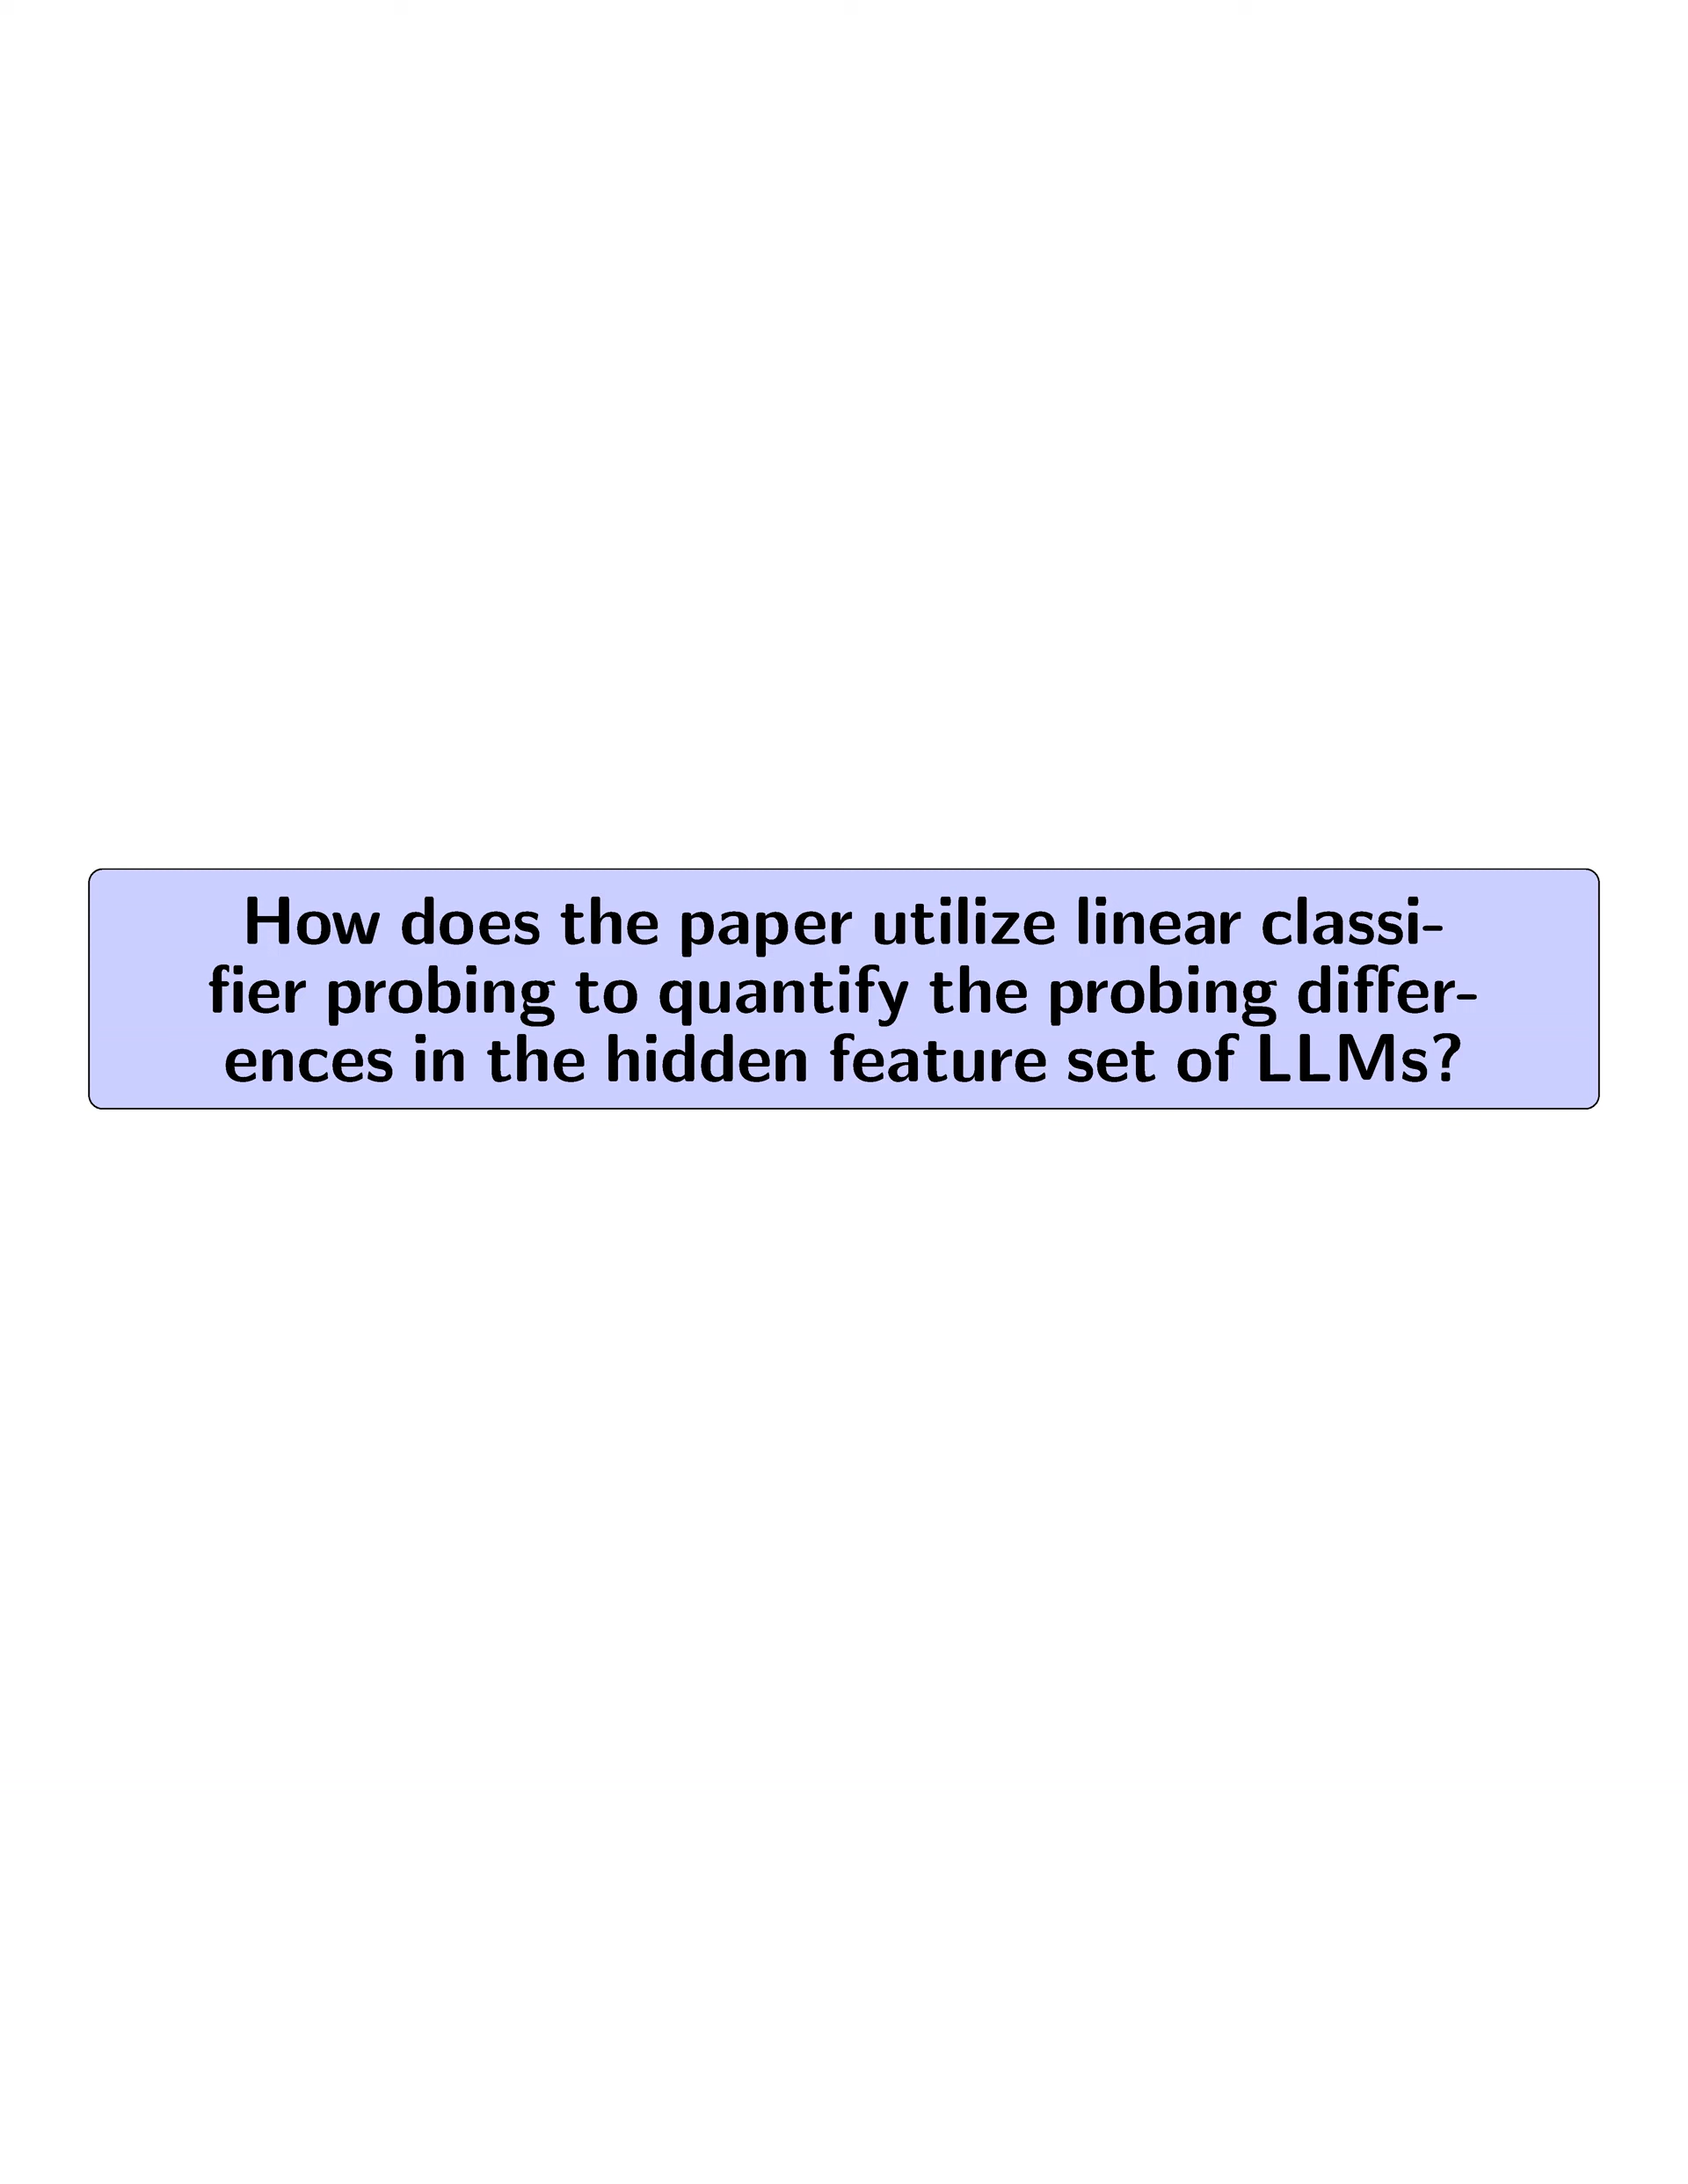 How does the paper utilize linear classi-
fier probing to quantify the probing differ-
ences in the hidden feature set of LLMs?